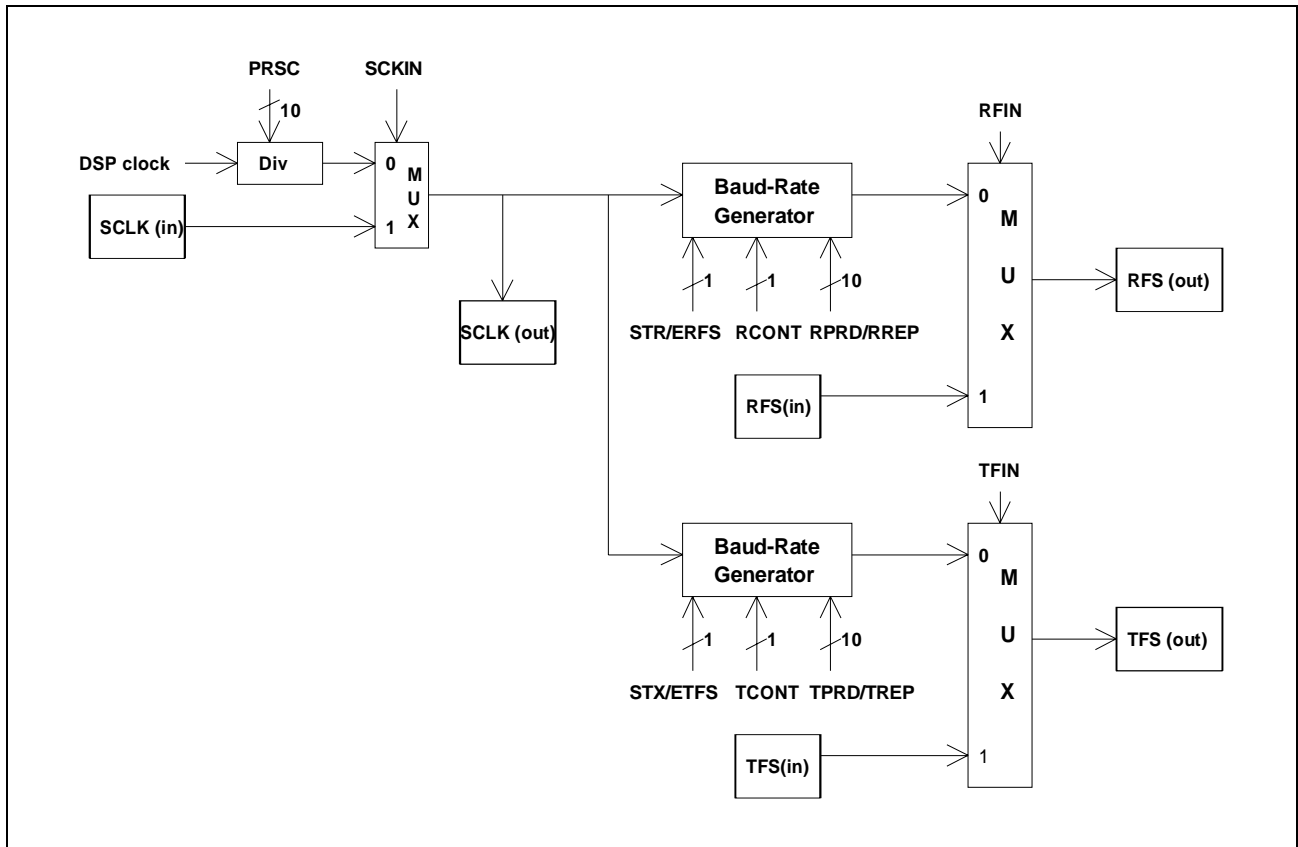 PRSC
SCKIN
10
RFIN
DSP clock
Div
0
M
U
X
1
SCLK (in)
Baud-Rate
Generator
0
M
U
X
1
RFS (out)
1
1
10
SCLK (out)
STR/ERFS
RCONT
RPRD/RREP
RFS(in)
TFIN
Baud-Rate
Generator
0
M
U
X
1
TFS (out)
1
1
10
STX/ETFS
TCONT
TPRD/TREP
TFS(in)